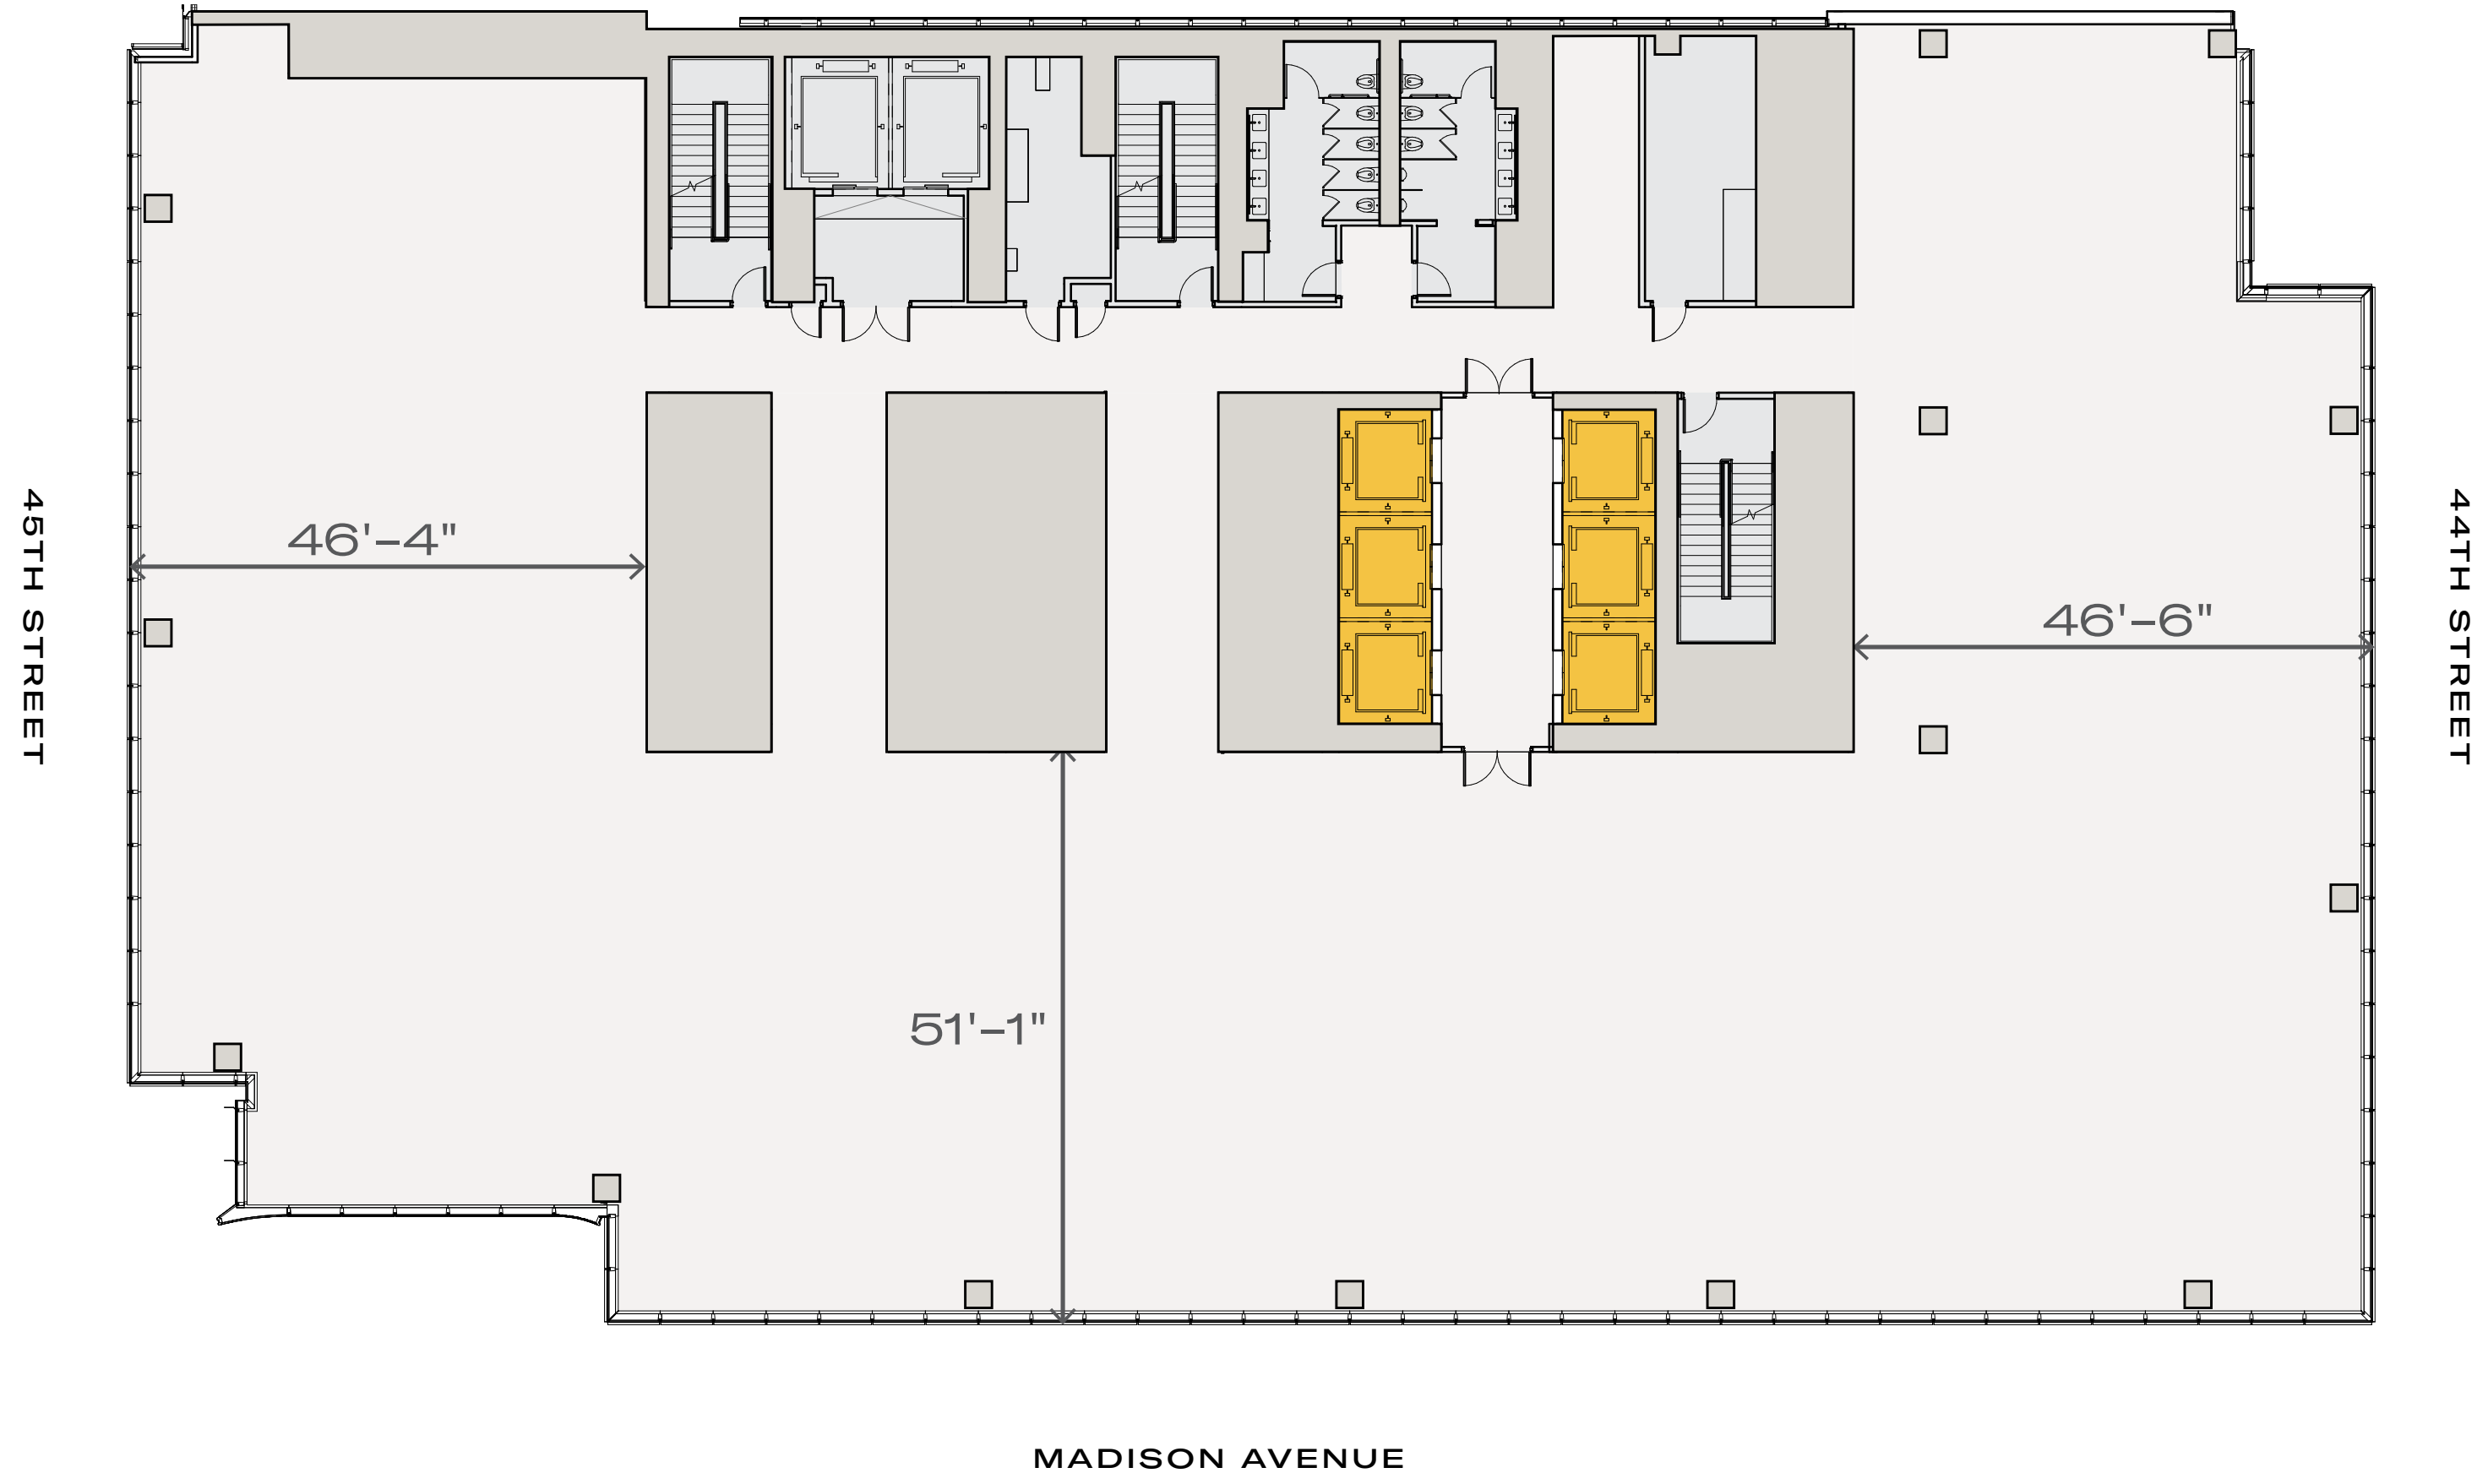 45TH STREET
46'–4"
46'–6"
44TH STREET
51'–1"
MADISON AVENUE